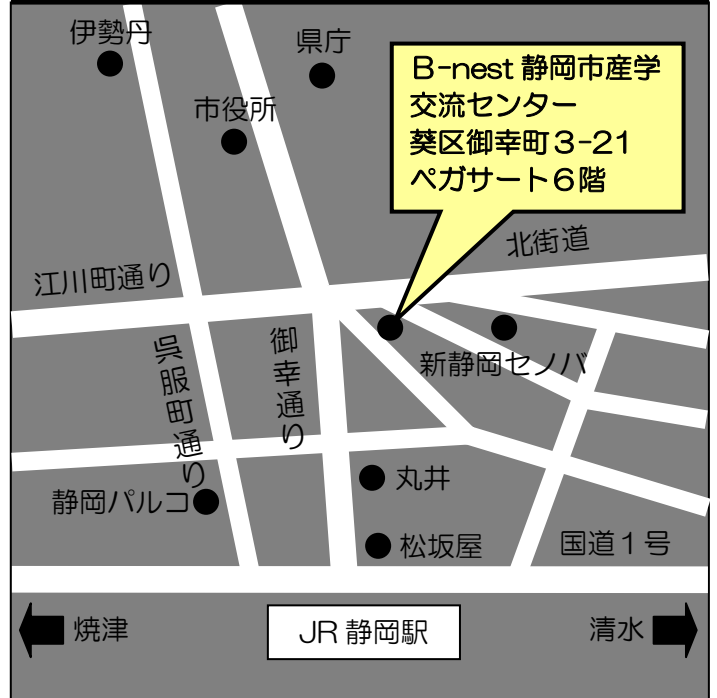 伊勢丹
県庁
市役所
B-nest 静岡市産学
交流センター
葵区御幸町3-21
ペガサート6階
北街道
江川町通り
呉服町通り
御幸通り
新静岡セノバ
丸井
静岡パルコ
松坂屋
国道1号
焼津
JR 静岡駅
清水